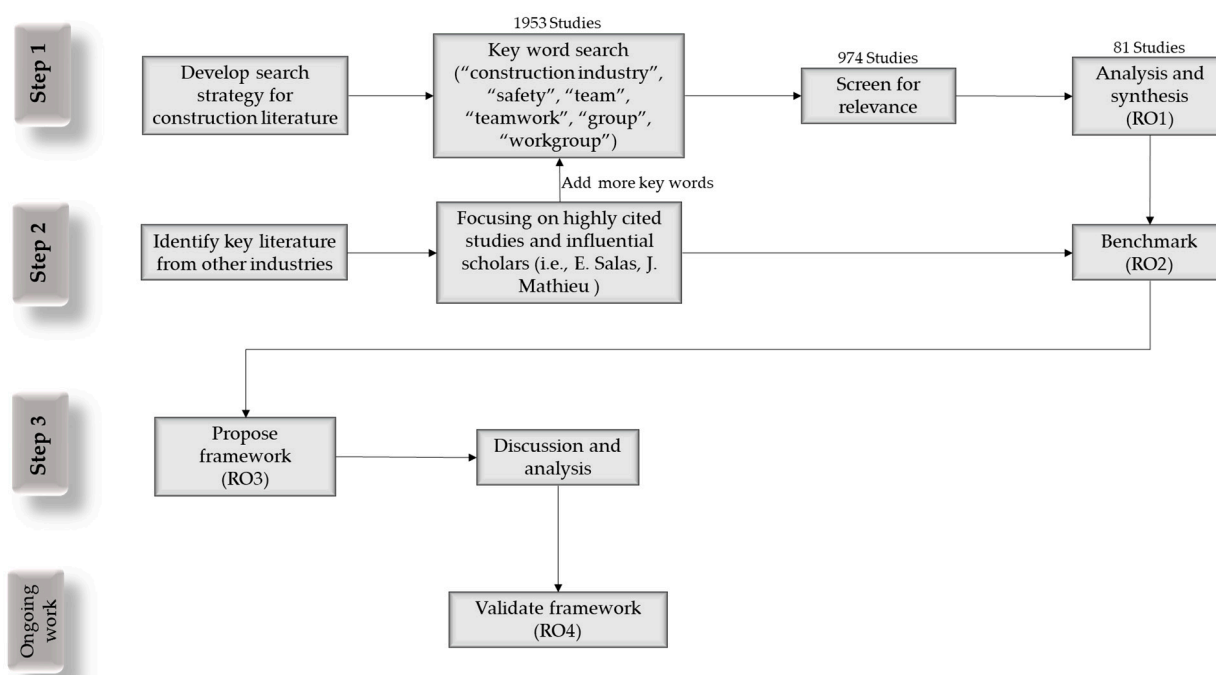 Step 1
Develop search
strategy for
construction literature
1953 Studies
Key word search
(“construction industry”,
“safety”, “team”,
“teamwork”, “group”,
“workgroup”)
974 Studies
Screen for
relevance
81 Studies
Analysis and
synthesis
(RO1)
Add more key words
Step 2
Identify key literature
from other industries
Focusing on highly cited
studies and influential
scholars (i.e., E. Salas, J.
Mathieu )
Benchmark
(RO2)
Step 3
Propose
framework
(RO3)
Discussion and
analysis
Ongoing
work
Validate framework
(RO4)